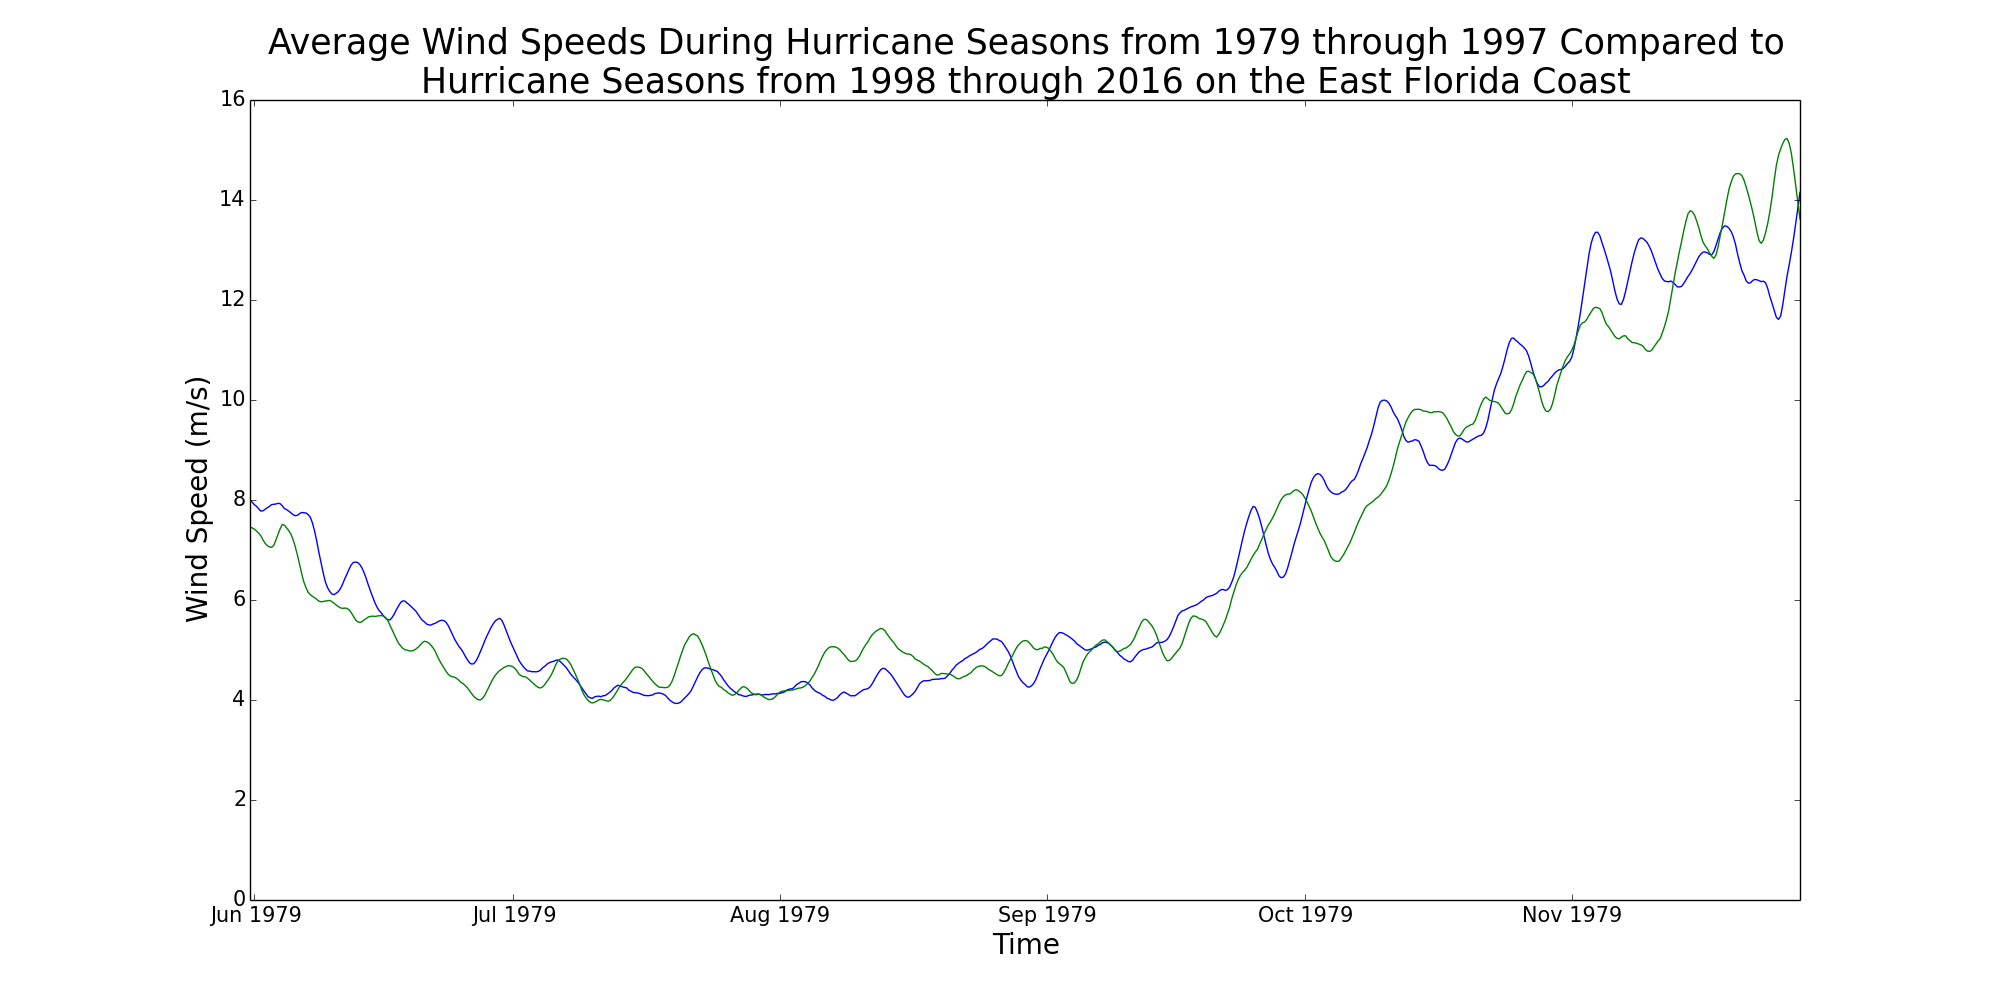 Average Wind Speeds During Hurricane Seasons from 1979 through 1997 Compared to
Hurricane Seasons from 1998 through 2016 on the East Florida Coast
16
14
12
10
8
6
4
2
0
Wind Speed (m/s)
Jun 1979
Jul 1979
Aug 1979
Sep 1979
Oct 1979
Nov 1979
Time